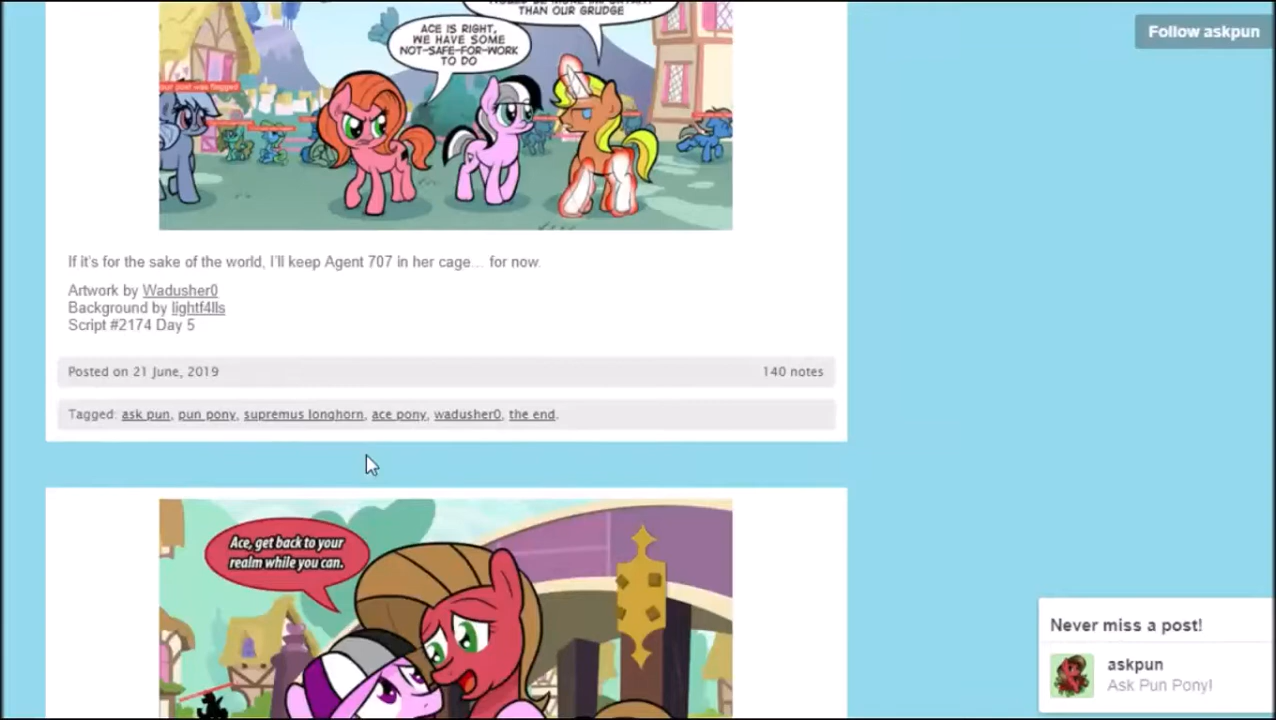 THAN OUR GRUDGE
ACE IS RIGHT,
WE HAVE SOME
NOT-SAFE-FOR-WORK
TO DO
Follow askpun
post was flagged
If it's for the sake of the world, I'll keep Agent 707 in her cage... for now.
Artwork by Wadusher0
Background by lightf4lls
Script #2174 Day 5
Posted on 21 June, 2019
140 notes
Tagged: ask pun, pun pony, supremus longhorn, ace pony, wadusher0, the end.
Ace, get back to your
realm while you can.
Never miss a post!
askpun
Ask Pun Pony!